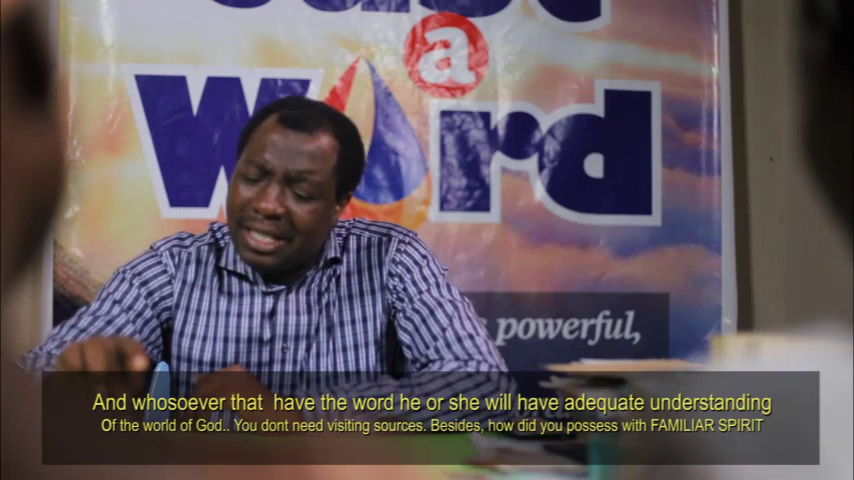 a
Word
powerful,
And whosoever that have the word he or she will have adequate understanding
Of the world of God.. You dont need visiting sources. Besides, how did you possess with FAMILIAR SPIRIT